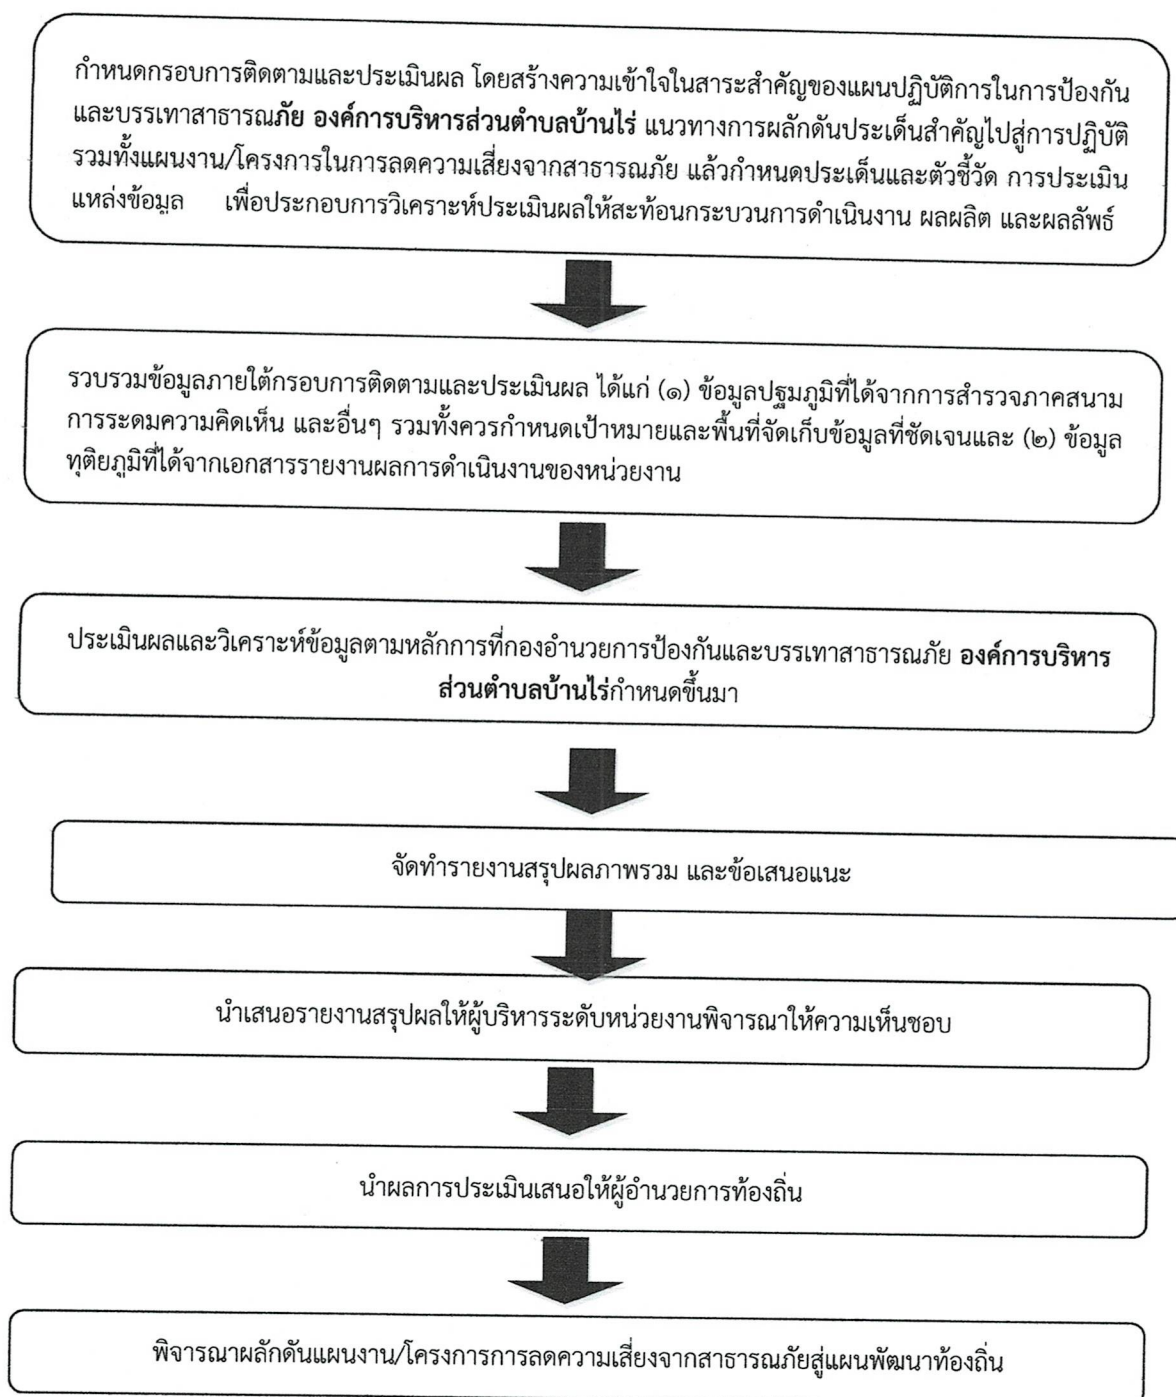 กำหนดกรอบการติดตามและประเมินผล โดยสร้างความเข้าใจในสาระสำคัญของแผนปฏิบัติการในการป้องกัน
และบรรเทาสาธารณภัย องค์การบริหารส่วนตำบลบ้านไร่ แนวทางการผลักดันประเด็นสำคัญไปสู่การปฏิบัติ
รวมทั้งแผนงาน/โครงการในการลดความเสี่ยงจากสาธารณภัย แล้วกำหนดประเด็นและตัวชี้วัด การประเมิน
แหล่งข้อมูล เพื่อประกอบการวิเคราะห์ประเมินผลให้สะท้อนกระบวนการดำเนินงาน ผลผลิต และผลลัพธ์
รวบรวมข้อมูลภายใต้กรอบการติดตามและประเมินผล ได้แก่ (๑) ข้อมูลปฐมภูมิที่ได้จากการสำรวจภาคสนาม
การระดมความคิดเห็น และอื่นๆ รวมทั้งควรกำหนดเป้าหมายและพื้นที่จัดเก็บข้อมูลที่ชัดเจนและ (๒) ข้อมูล
ทุติยภูมิที่ได้จากเอกสารรายงานผลการดำเนินงานของหน่วยงาน
ประเมินผลและวิเคราะห์ข้อมูลตามหลักการที่กองอำนวยการป้องกันและบรรเทาสาธารณภัย องค์การบริหาร
ส่วนตำบลบ้านไร่กำหนดขึ้นมา
จัดทำรายงานสรุปผลภาพรวม และข้อเสนอแนะ
นำเสนอรายงานสรุปผลให้ผู้บริหารระดับหน่วยงานพิจารณาให้ความเห็นชอบ
นำผลการประเมินเสนอให้ผู้อำนวยการท้องถิ่น
พิจารณาผลักดันแผนงาน/โครงการการลดความเสี่ยงจากสาธารณภัยสู่แผนพัฒนาท้องถิ่น